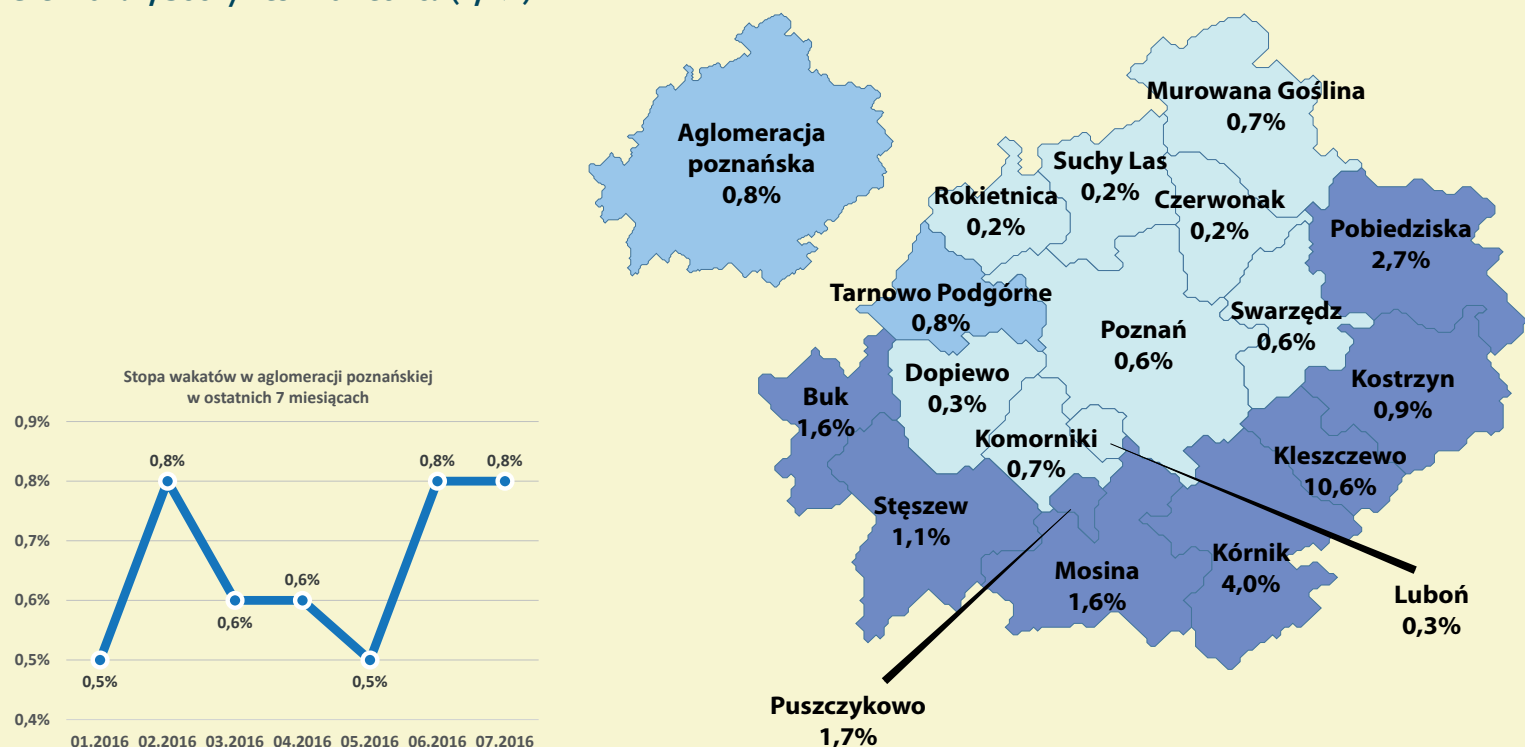 Aglomeracja
poznańska
0,8%
Murowana Goślina
0,7%
Suchy Las
0,2%
Rokietnica
0,2%
Czerwonak
0,2%
Pobiedziska
2,7%
Tarnowo Podgórne
0,8%
Poznań
0,6%
Swarzędz
0,6%
Dopiewo
0,3%
Buk
1,6%
Kostrzyn
0,9%
Komorniki
0,7%
Kleszczewo
10,6%
Stęszew
1,1%
Mosina
1,6%
Kórnik
4,0%
Luboń
0,3%
Puszczykowo
1,7%
Stopa wakatów w aglomeracji poznańskiej
w ostatnich 7 miesiącach
0,9%
0,8%
0,7%
0,6%
0,5%
0,4%
0,5%
0,8%
0,6%
0,6%
0,5%
0,8%
0,8%
01.2016 02.2016 03.2016 04.2016 05.2016 06.2016 07.2016